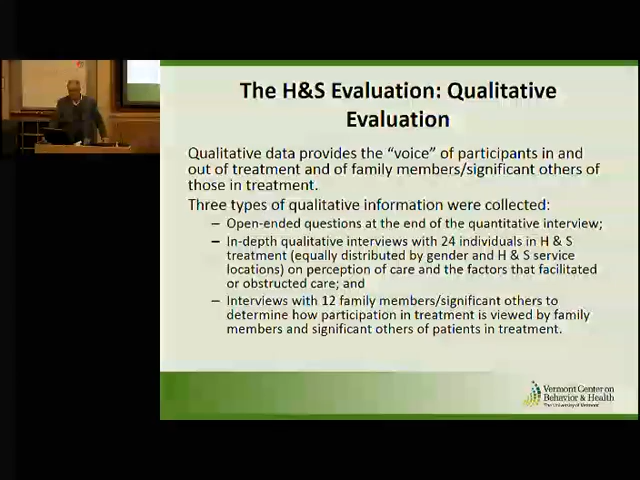 The H&S Evaluation: Qualitative
Evaluation
Qualitative data provides the “voice” of participants in and
out of treatment and of family members/significant others of
those in treatment.
Three types of qualitative information were collected:
– Open-ended questions at the end of the quantitative interview;
– In-depth qualitative interviews with 24 individuals in H & S
treatment (equally distributed by gender and H & S service
locations) on perception of care and the factors that facilitated
or obstructed care; and
– Interviews with 12 family members/significant others to
determine how participation in treatment is viewed by family
members and significant others of patients in treatment.
Vermont Center on
Behavior & Health
The University of Vermont